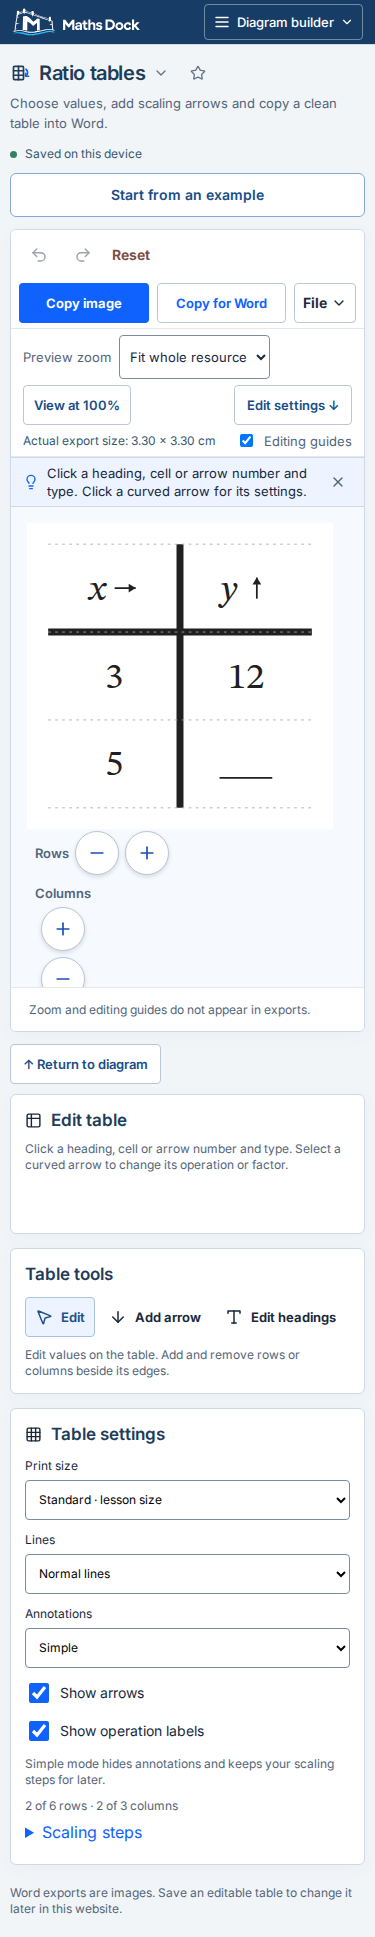 Maths Dock
Diagram builder
Ratio tables
Choose values, add scaling arrows and copy a clean
table into Word.
Saved on this device
Start from an example
Reset
Copy image
Copy for Word
File
Preview zoom
Fit whole resource
View at 100%
Edit settings ↓
Actual export size: 3.30 × 3.30 cm
Editing guides
Click a heading, cell or arrow number and
type. Click a curved arrow for its settings.
x → y ↑
3 12
5 __
Rows − +
Columns
+
−
Zoom and editing guides do not appear in exports.
↑ Return to diagram
Edit table
Click a heading, cell or arrow number and type. Select a
curved arrow to change its operation or factor.
Table tools
Edit
Add arrow
Edit headings
Edit values on the table. Add and remove rows or
columns beside its edges.
Table settings
Print size
Standard · lesson size
Lines
Normal lines
Annotations
Simple
Show arrows
Show operation labels
Simple mode hides annotations and keeps your scaling
steps for later.
2 of 6 rows · 2 of 3 columns
Scaling steps
Word exports are images. Save an editable table to change it
later in this website.